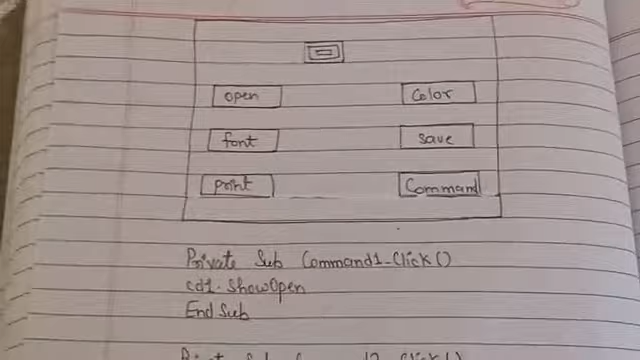 open Color
font save
print Command
Private Sub Command1_Click()
cd1.ShowOpen
End Sub